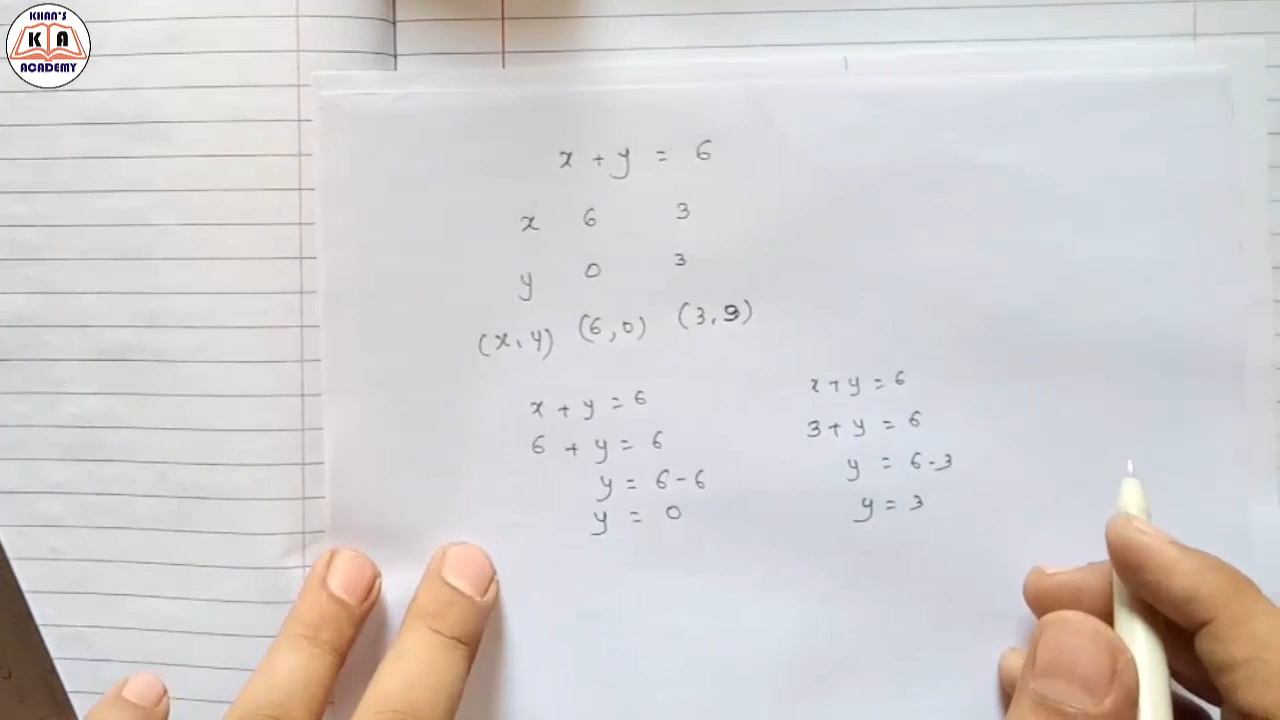 KHAN'S
K A
ACADEMY
x + y = 6
x 6 3
y 0 3
(x, y) (6, 0) (3, 3)
x + y = 6
6 + y = 6
y = 6 - 6
y = 0
x + y = 6
3 + y = 6
y = 6 - 3
y = 3